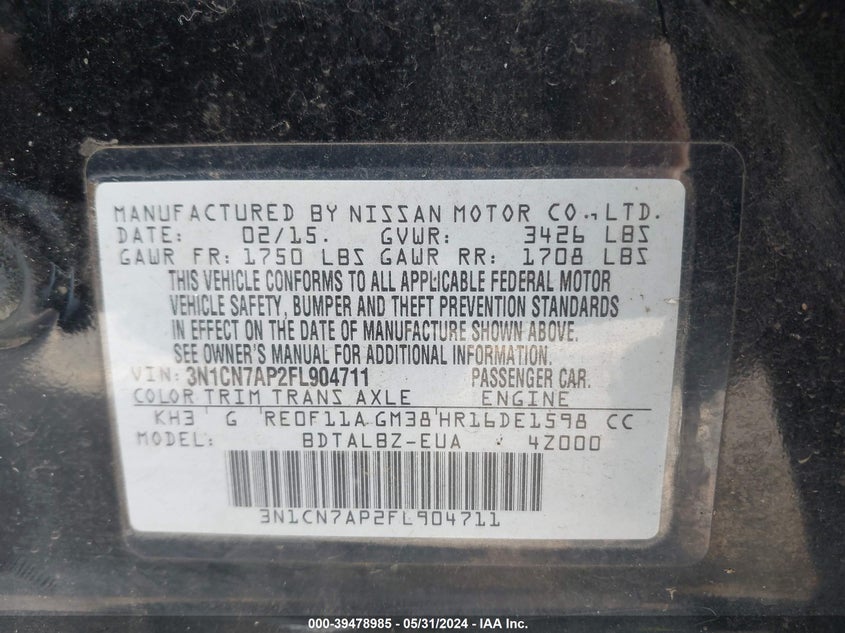 MANUFACTURED BY NISSAN MOTOR CO.,LTD.
DATE: 02/15. GVWR: 3426 LBS
GAWR FR: 1750 LBS GAWR RR: 1708 LBS
THIS VEHICLE CONFORMS TO ALL APPLICABLE FEDERAL MOTOR
VEHICLE SAFETY, BUMPER AND THEFT PREVENTION STANDARDS
IN EFFECT ON THE DATE OF MANUFACTURE SHOWN ABOVE.
SEE OWNER'S MANUAL FOR ADDITIONAL INFORMATION.
VIN: 3N1CN7AP2FL904711 PASSENGER CAR.
COLOR TRIM TRANS AXLE ENGINE
KH3 G RE0F11A GM38 HR16DE1598 CC
MODEL: BDTALBZ-EUA 4Z000
3N1CN7AP2FL904711
000-39478985 / 05/31/2024 - IAA Inc.